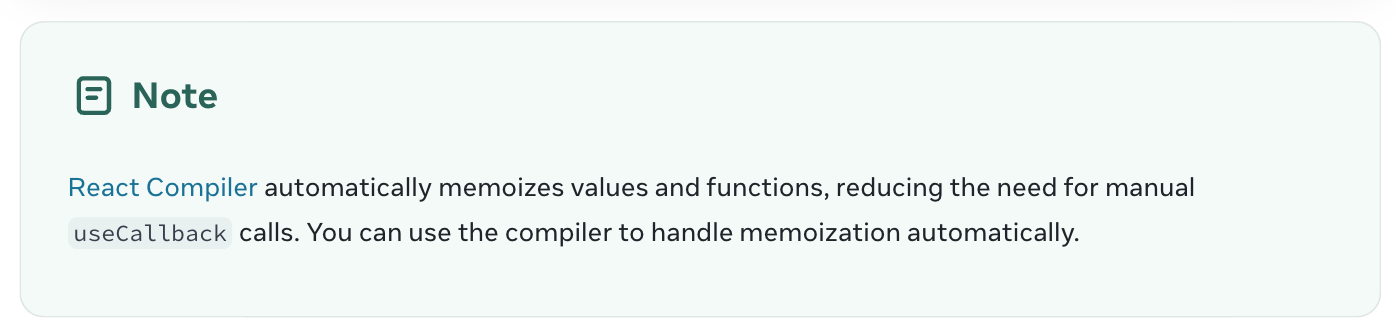 Note
React Compiler automatically memoizes values and functions, reducing the need for manual
useCallback calls. You can use the compiler to handle memoization automatically.